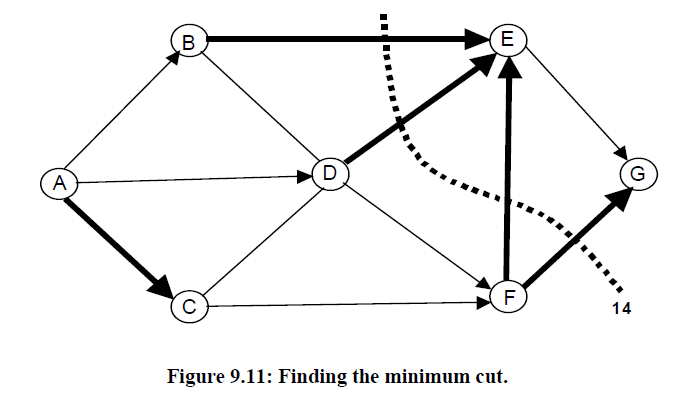 B
E
A
D
G
C
F
14
Figure 9.11: Finding the minimum cut.